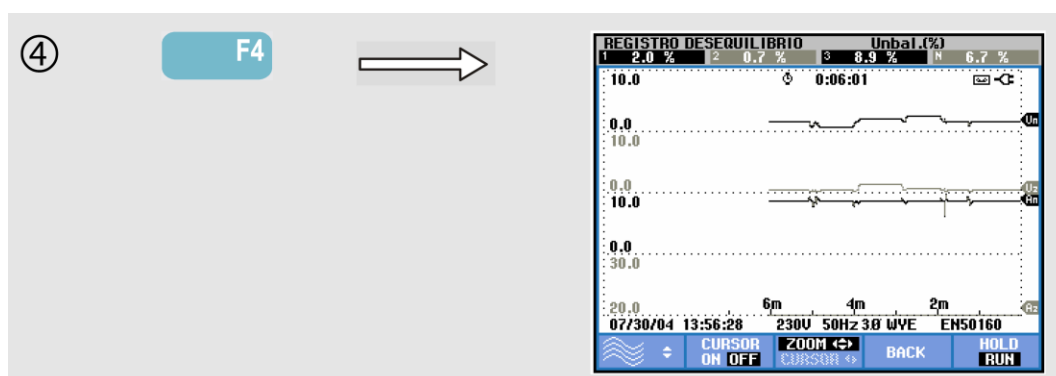 ④ F4
REGISTRO DESEQUILIBRIO Unbal.(%)
1 2.0 % 2 0.7 % 3 8.9 % N 6.7 %
10.0 0:06:01
Un
0.0
10.0
0.0 Uz
10.0 An
0.0
30.0
6m 4m 2m
20.0 Az
07/30/04 13:56:28 230V 50Hz 3.0 WYE EN50160
CURSOR ZOOM BACK HOLD
ON OFF CURSOR RUN